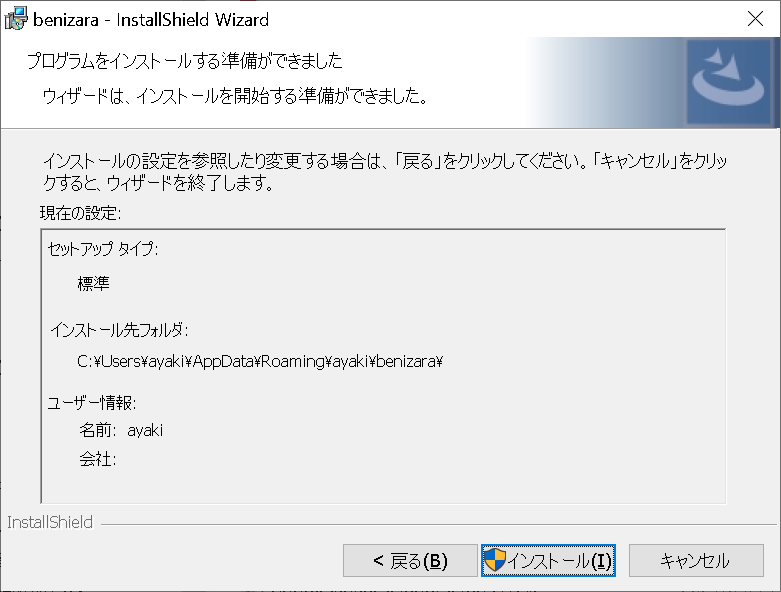 benizara - InstallShield Wizard
プログラムをインストールする準備ができました
ウィザードは、インストールを開始する準備ができました。
インストールの設定を参照したり変更する場合は、「戻る」をクリックしてください。「キャンセル」をクリッ
クすると、ウィザードを終了します。
現在の設定:
セットアップ タイプ:
標準
インストール先フォルダ:
C:¥Users¥ayaki¥AppData¥Roaming¥ayaki¥benizara¥
ユーザー情報:
名前: ayaki
会社:
InstallShield
< 戻る(B)
インストール(I)
キャンセル